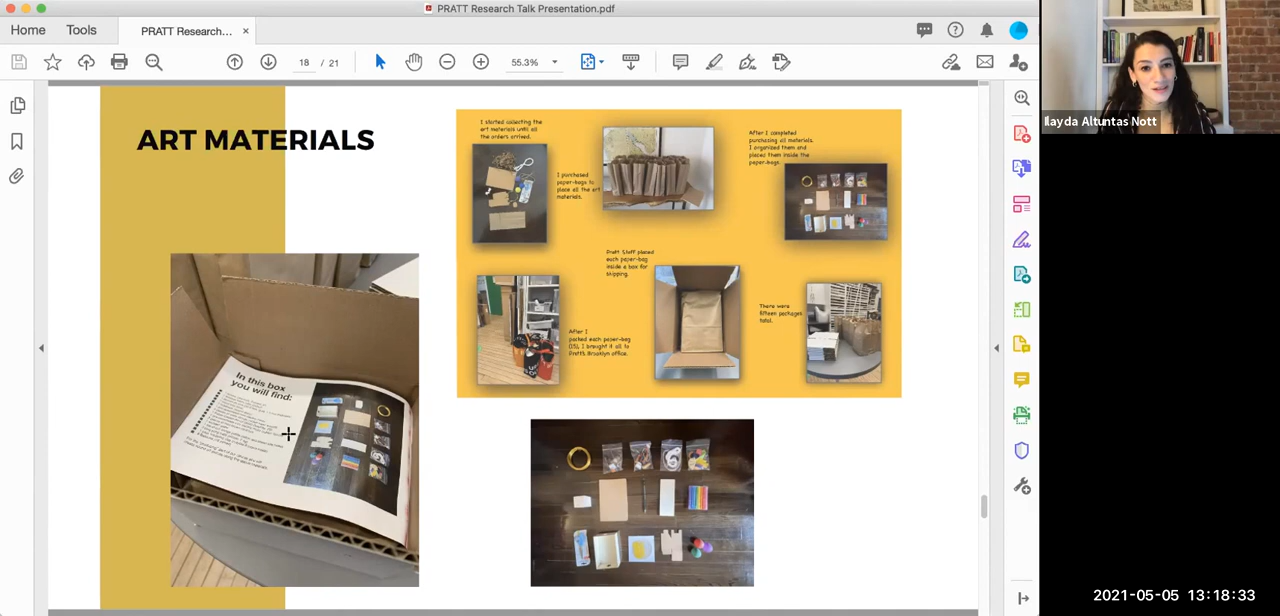 PRATT Research Talk Presentation.pdf
Home
Tools
PRATT Research...
18 / 21
55.3%
Ilayda Altuntas Nott
ART MATERIALS
I started collecting the
art materials until all
the orders arrived.
I purchased
paper-bags to
place all the art
materials.
After I completed
purchasing all materials,
I organized them and
placed them inside the
paper-bags.
Pratt Staff placed
each paper-bag
inside a box for
shipping.
After I
packed each paper-bag
(15), I brought it all to
Pratt's Brooklyn office.
There were
fifteen packages
total.
In this box
you will find:
2021-05-05 13:18:33